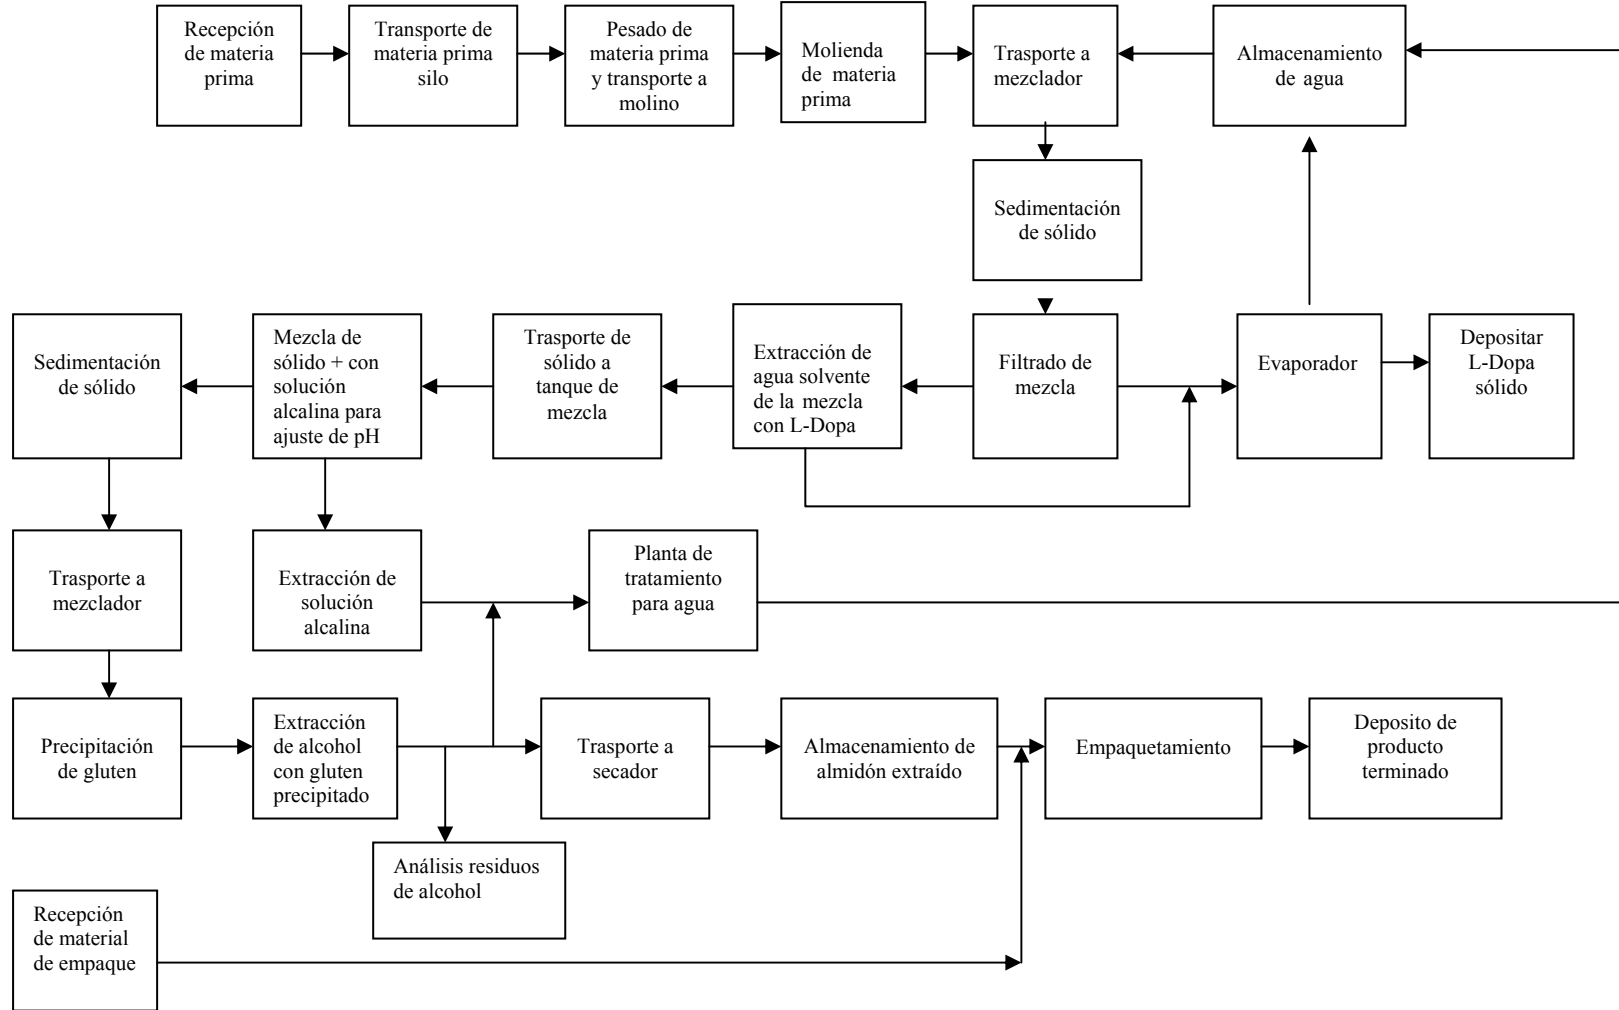 Recepción
de materia
prima
Transporte de
materia prima
silo
Pesado de
materia prima
y transporte a
molino
Molienda
de materia
prima
Trasporte a
mezclador
Almacenamiento
de agua
Sedimentación
de sólido
Sedimentación
de sólido
Mezcla de
sólido + con
solución
alcalina para
ajuste de pH
Trasporte de
sólido a
tanque de
mezcla
Extracción de
agua solvente
de la mezcla
con L-Dopa
Filtrado de
mezcla
Evaporador
Depositar
L-Dopa
sólido
Trasporte a
mezclador
Extracción de
solución
alcalina
Planta de
tratamiento
para agua
Precipitación
de gluten
Extracción
de alcohol
con gluten
precipitado
Trasporte a
secador
Almacenamiento de
almidón extraído
Empaquetamiento
Deposito de
producto
terminado
Análisis residuos
de alcohol
Recepción
de material
de empaque